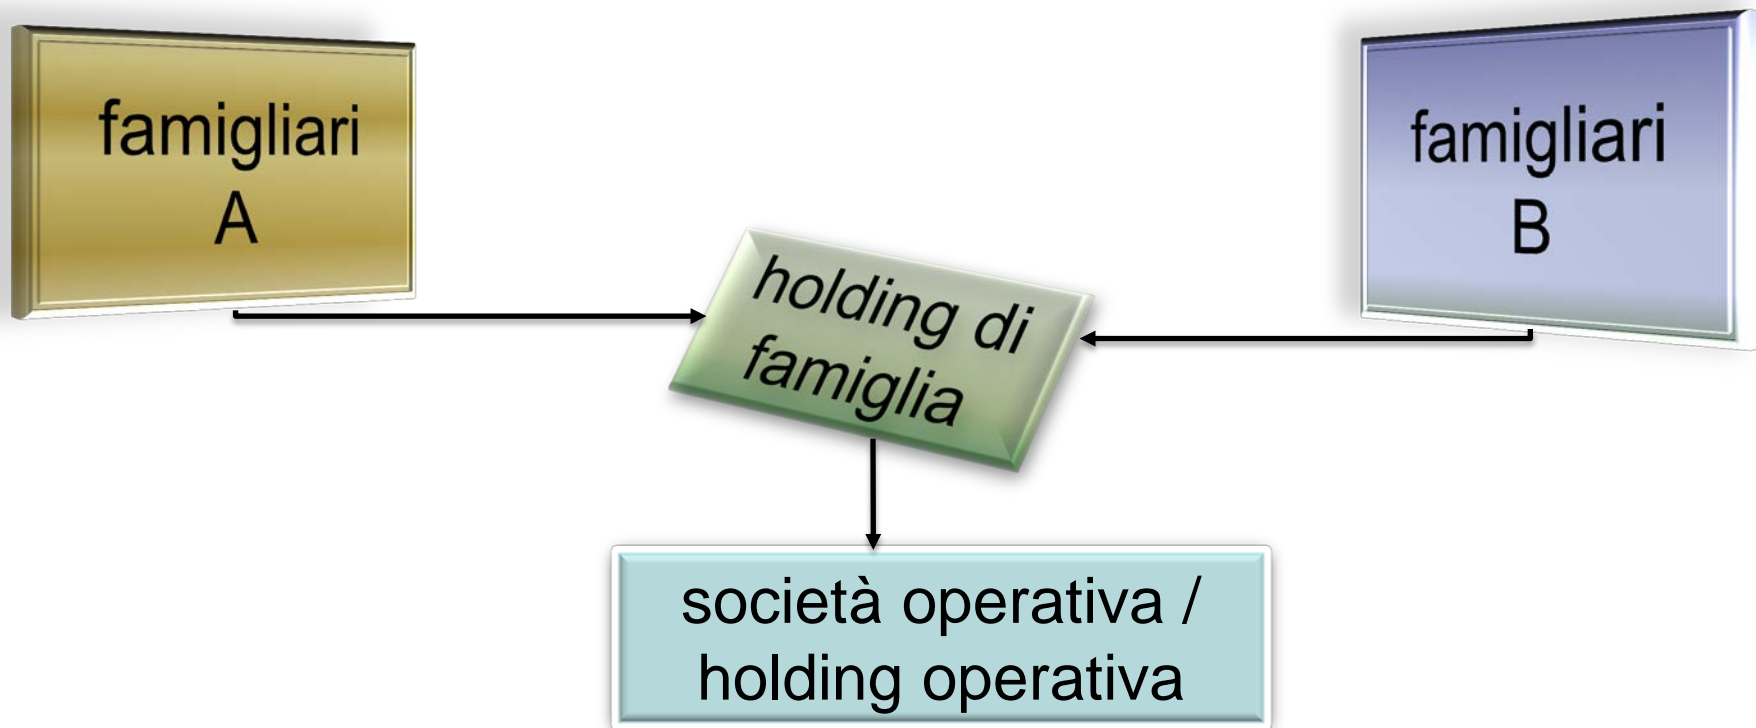 famigliari
A
famigliari
B
holding di
famiglia
società operativa /
holding operativa